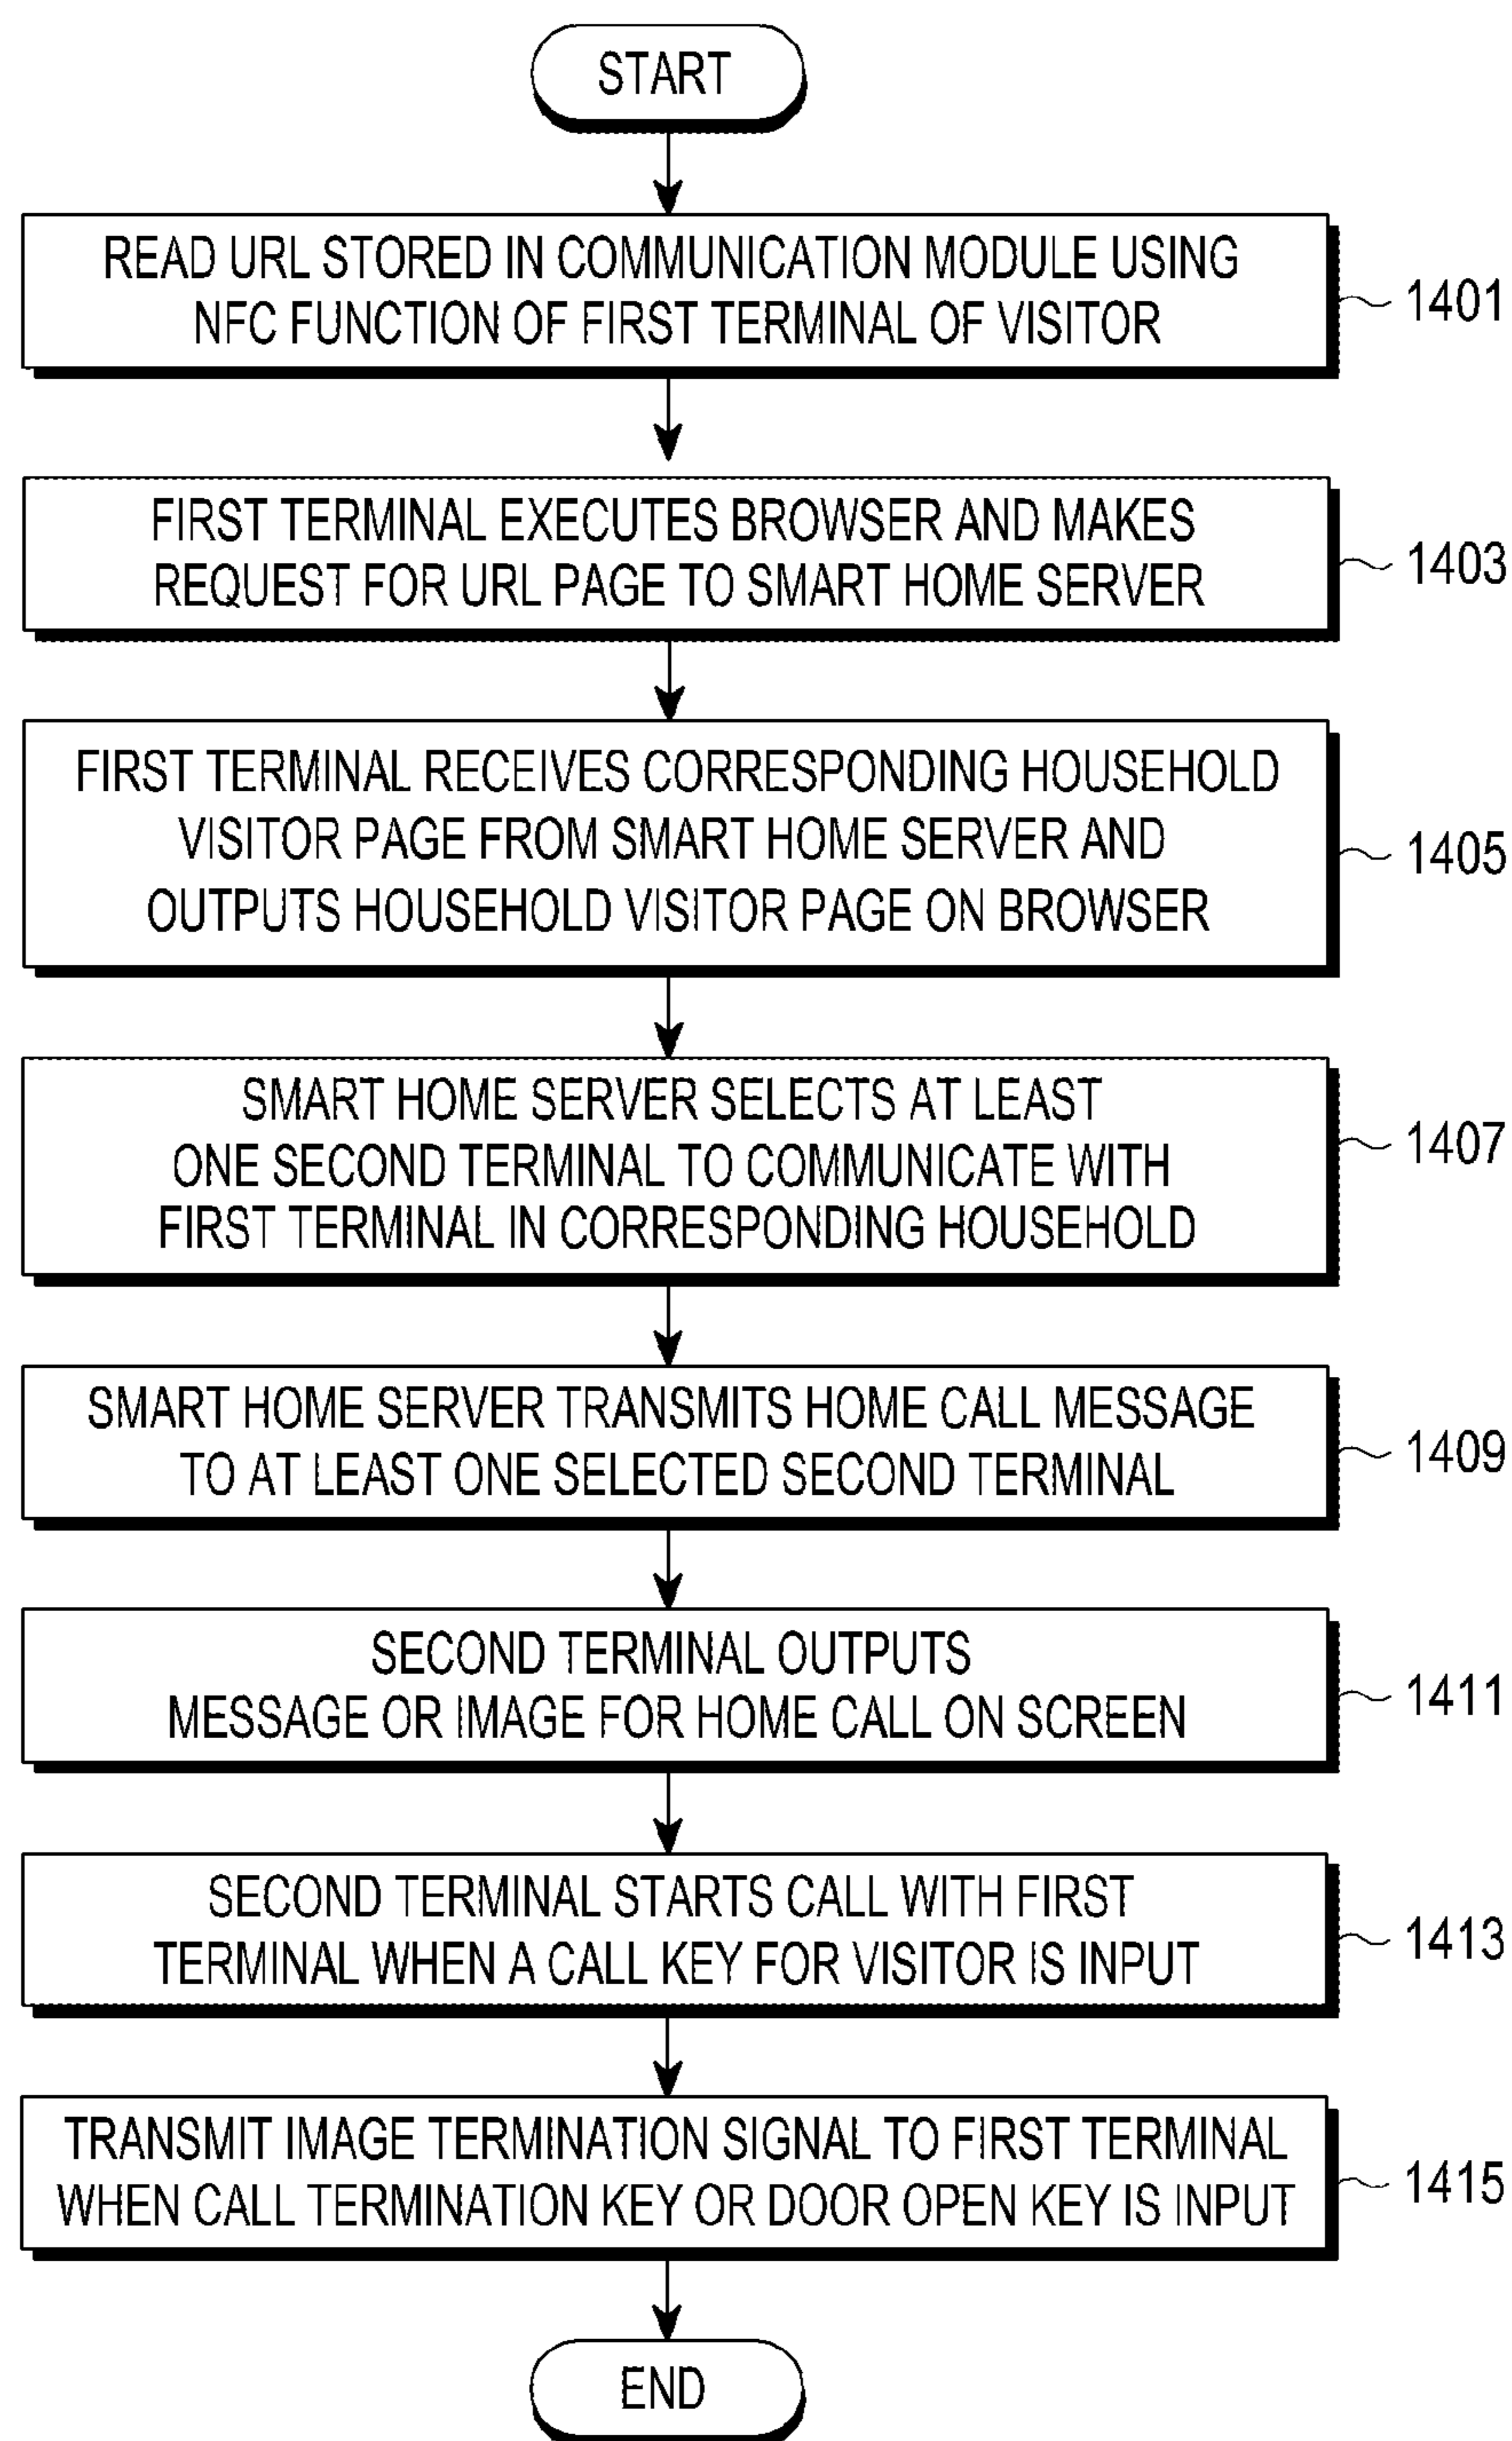 START
READ URL STORED IN COMMUNICATION MODULE USING
NFC FUNCTION OF FIRST TERMINAL OF VISITOR
1401
FIRST TERMINAL EXECUTES BROWSER AND MAKES
REQUEST FOR URL PAGE TO SMART HOME SERVER
1403
FIRST TERMINAL RECEIVES CORRESPONDING HOUSEHOLD
VISITOR PAGE FROM SMART HOME SERVER AND
OUTPUTS HOUSEHOLD VISITOR PAGE ON BROWSER
1405
SMART HOME SERVER SELECTS AT LEAST
ONE SECOND TERMINAL TO COMMUNICATE WITH
FIRST TERMINAL IN CORRESPONDING HOUSEHOLD
1407
SMART HOME SERVER TRANSMITS HOME CALL MESSAGE
TO AT LEAST ONE SELECTED SECOND TERMINAL
1409
SECOND TERMINAL OUTPUTS
MESSAGE OR IMAGE FOR HOME CALL ON SCREEN
1411
SECOND TERMINAL STARTS CALL WITH FIRST
TERMINAL WHEN A CALL KEY FOR VISITOR IS INPUT
1413
TRANSMIT IMAGE TERMINATION SIGNAL TO FIRST TERMINAL
WHEN CALL TERMINATION KEY OR DOOR OPEN KEY IS INPUT
1415
END